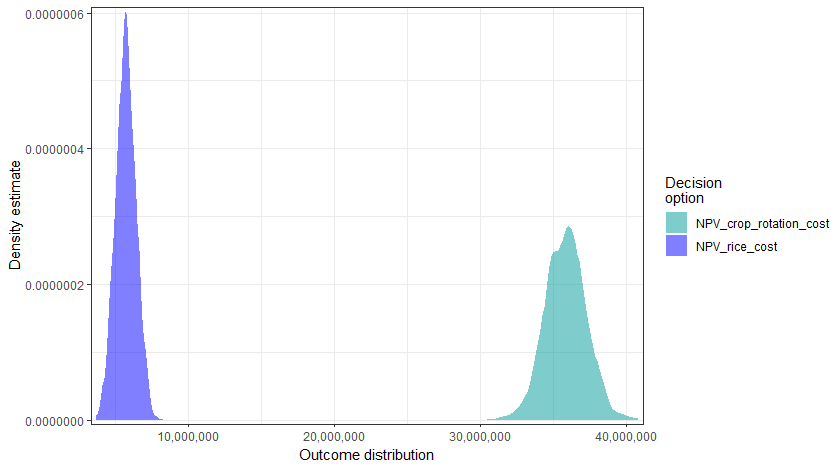 0.0000006
0.0000004
0.0000002
0.0000000
Density estimate
10,000,000
20,000,000
30,000,000
40,000,000
Outcome distribution
Decision
option
NPV_crop_rotation_cost
NPV_rice_cost